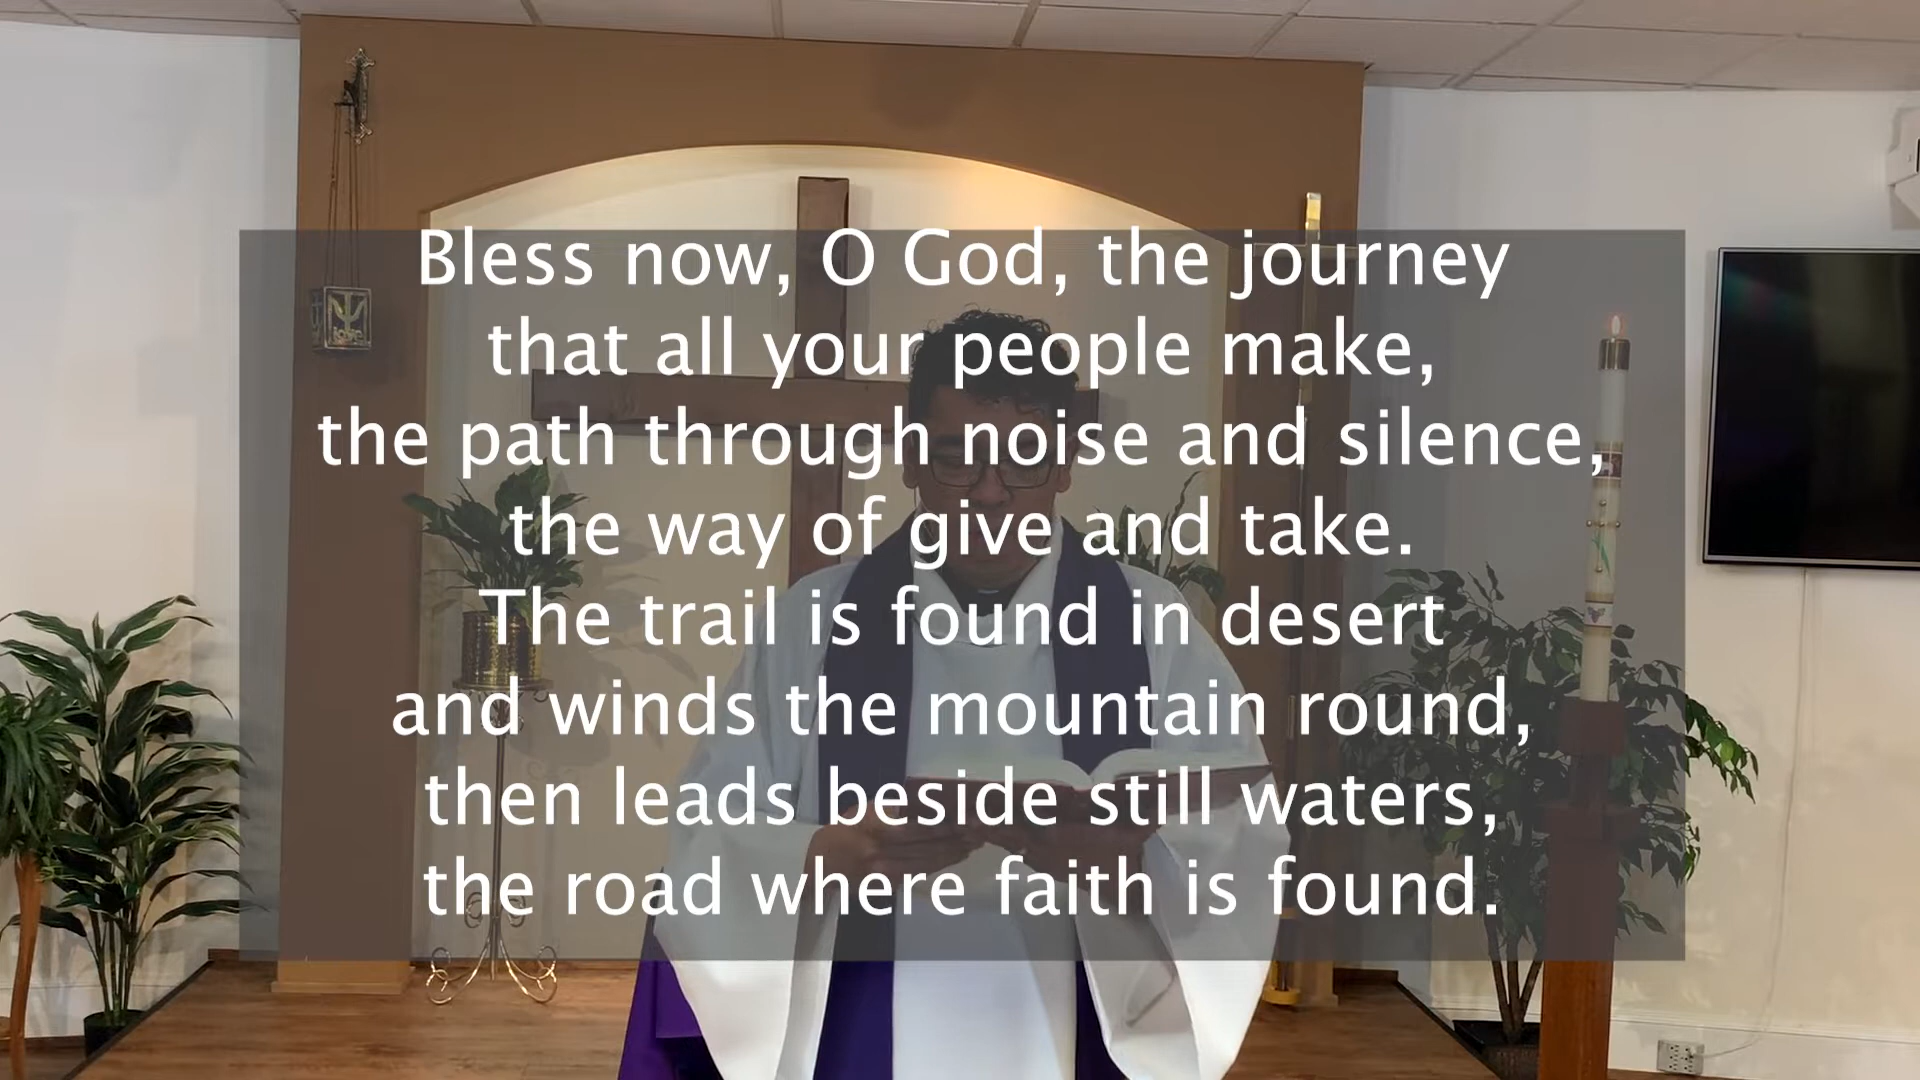 Bless now, O God, the journey
that all your people make,
the path through noise and silence,
the way of give and take.
The trail is found in desert
and winds the mountain round,
then leads beside still waters,
the road where faith is found.